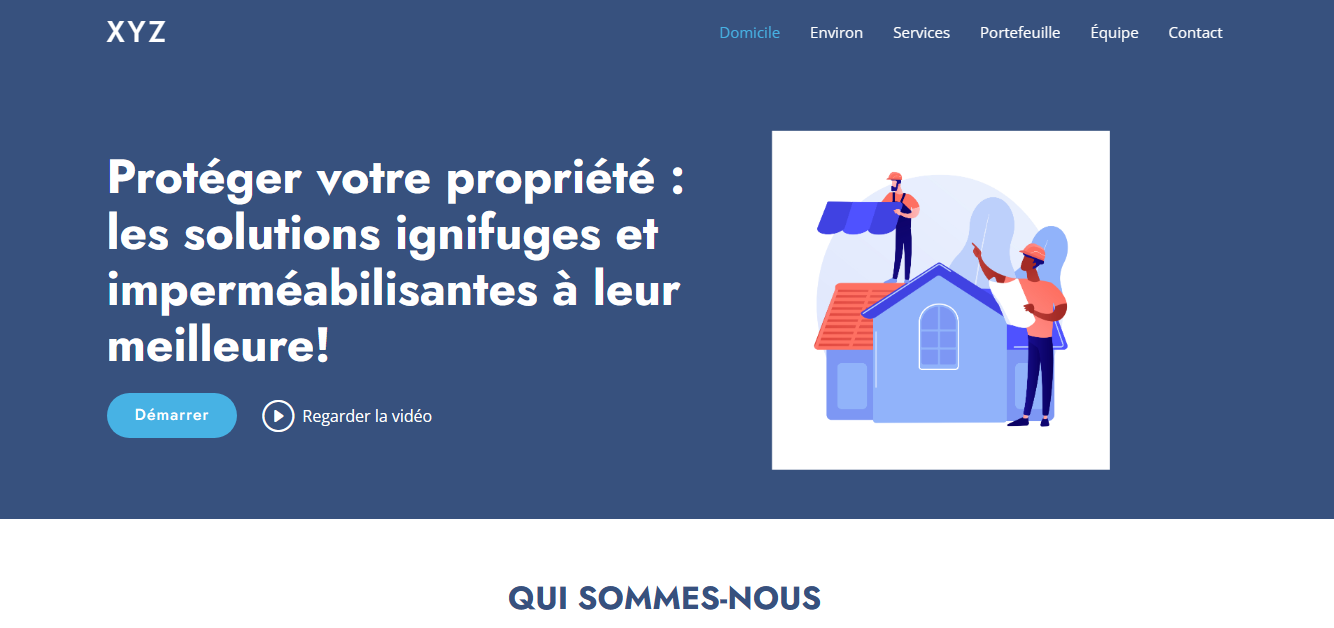 XYZ
Domicile Environ Services Portefeuille Équipe Contact
Protéger votre propriété :
les solutions ignifuges et
imperméabilisantes à leur
meilleure!
Démarrer
Regarder la vidéo
QUI SOMMES-NOUS